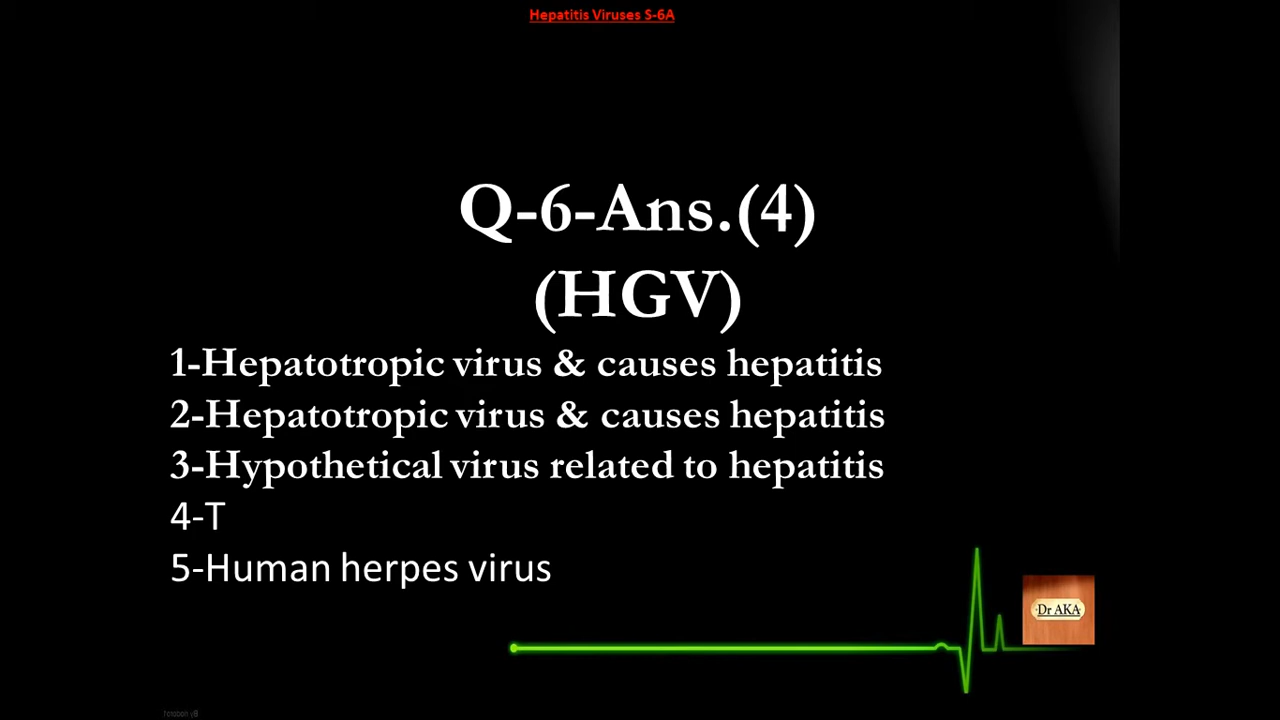 Hepatitis Viruses S-6A
Q-6-Ans.(4)
(HGV)
1-Hepatotropic virus & causes hepatitis
2-Hepatotropic virus & causes hepatitis
3-Hypothetical virus related to hepatitis
4-T
5-Human herpes virus
Dr AKA